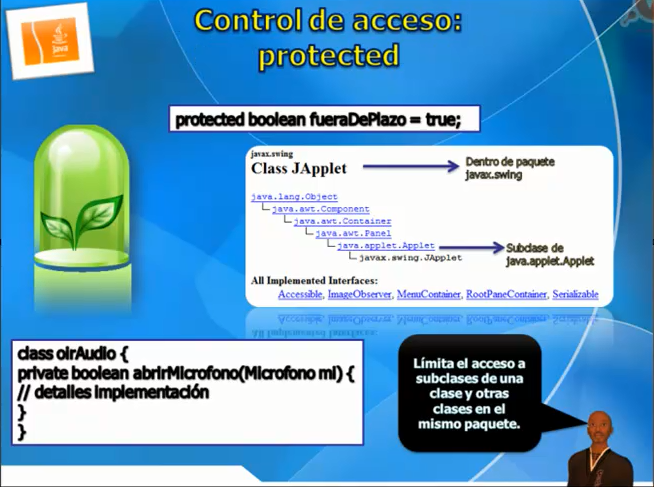 Control de acceso:
protected
Java
protected boolean fueraDePlazo = true;
javax.swing
Class JApplet
Dentro de paquete
javax.swing
java.lang.Object
java.awt.Component
java.awt.Container
java.awt.Panel
java.applet.Applet
javax.swing.JApplet
Subclase de
java.applet.Applet
All Implemented Interfaces:
Accessible, ImageObserver, MenuContainer, RootPaneContainer, Serializable
class oirAudio {
private boolean abrirMicrofono(Microfono mi) {
// detalles implementación
}
}
Límita el acceso a
subclases de una
clase y otras
clases en el
mismo paquete.